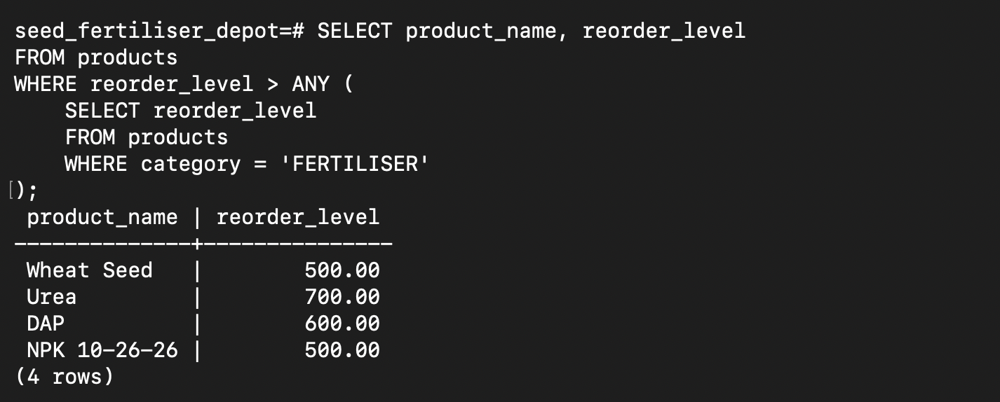 seed_fertiliser_depot=# SELECT product_name, reorder_level
FROM products
WHERE reorder_level > ANY (
    SELECT reorder_level
    FROM products
    WHERE category = 'FERTILISER'
[);
 product_name | reorder_level
--------------+---------------
 Wheat Seed   |        500.00
 Urea         |        700.00
 DAP          |        600.00
 NPK 10-26-26 |        500.00
(4 rows)